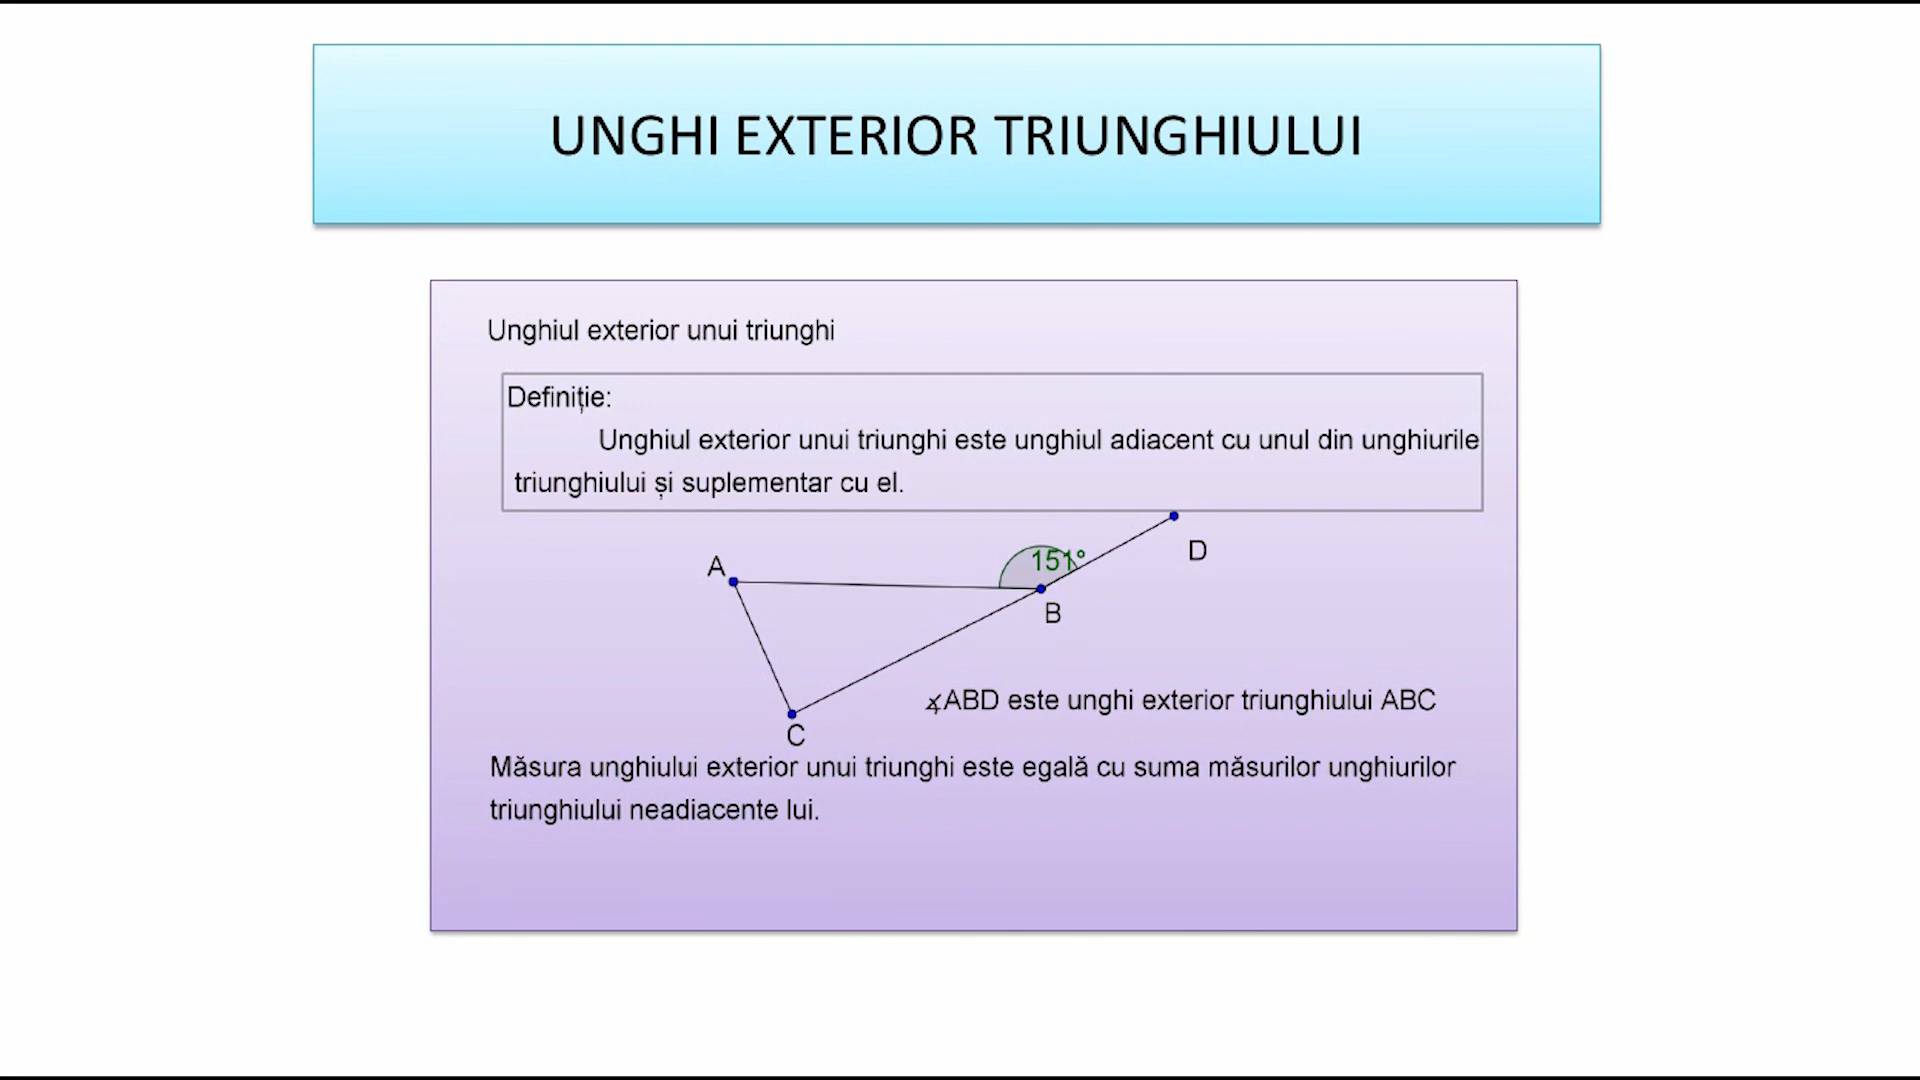 UNGHI EXTERIOR TRIUNGHIULUI
Unghiul exterior unui triunghi
Definiție:
Unghiul exterior unui triunghi este unghiul adiacent cu unul din unghiurile
triunghiului și suplementar cu el.
A
151°
D
B
∡ABD este unghi exterior triunghiului ABC
C
Măsura unghiului exterior unui triunghi este egală cu suma măsurilor unghiurilor
triunghiului neadiacente lui.